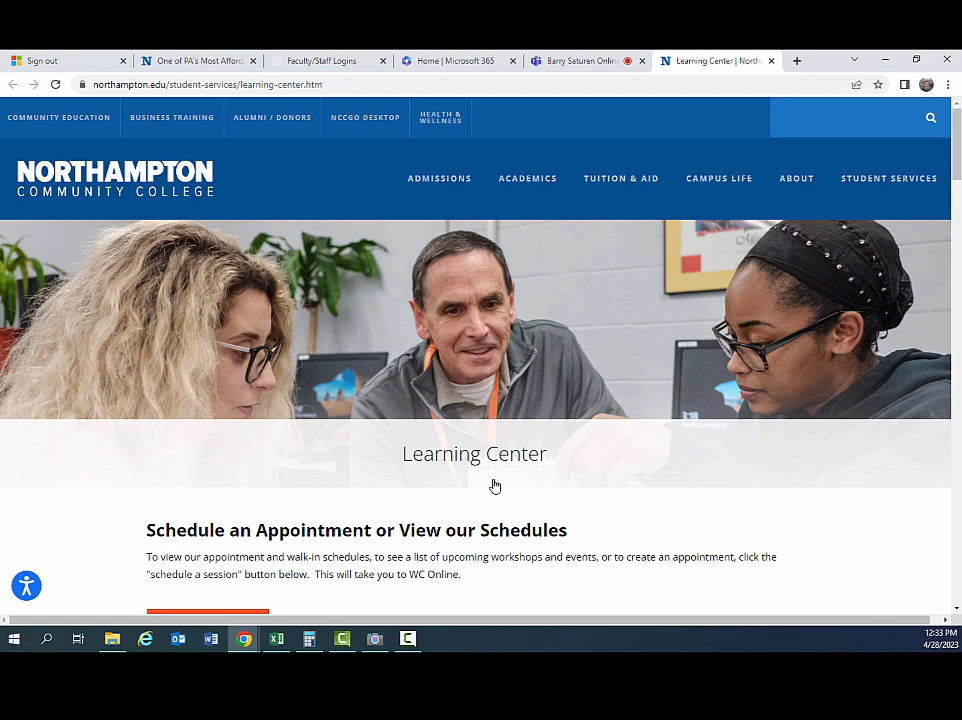 Sign out
One of PA's Most Afford
Faculty/Staff Logins
Home | Microsoft 365
Barry Saturen Onlin
Learning Center | North
northampton.edu/student-services/learning-center.htm
COMMUNITY EDUCATION
BUSINESS TRAINING
ALUMNI / DONORS
NCCGO DESKTOP
HEALTH &
WELLNESS
NORTHAMPTON
COMMUNITY COLLEGE
ADMISSIONS
ACADEMICS
TUITION & AID
CAMPUS LIFE
ABOUT
STUDENT SERVICES
3:18
Learning Center
Schedule an Appointment or View our Schedules
To view our appointment and walk-in schedules, to see a list of upcoming workshops and events, or to create an appointment, click the
"schedule a session" button below. This will take you to WC Online.
12:33 PM
4/28/2023